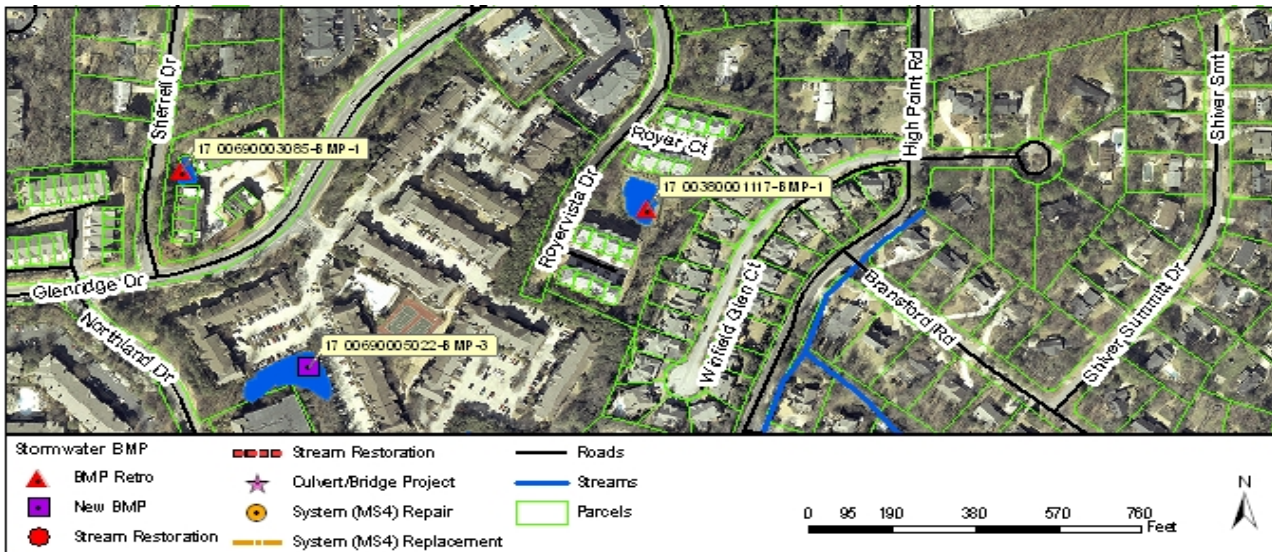 Sherrell Dr
High Point Rd
Shiver Smt
17 00690003085-BMP-1
Royer Ct
17 00380001117-BMP-1
Royervista Dr
Glenridge Dr
Bransford Rd
Northland Dr
17 00690005022-BMP-3
Winfield Glen Ct
Shiver Summitt Dr
Stormwater BMP
BMP Retro
New BMP
Stream Restoration
Stream Restoration
Culvert/Bridge Project
System (MS4) Repair
System (MS4) Replacement
Roads
Streams
Parcels
0 95 190 380 570 760
Feet
N